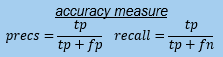 accuracy measure
precs = tp / tp + fp   recall = tp / tp + fn